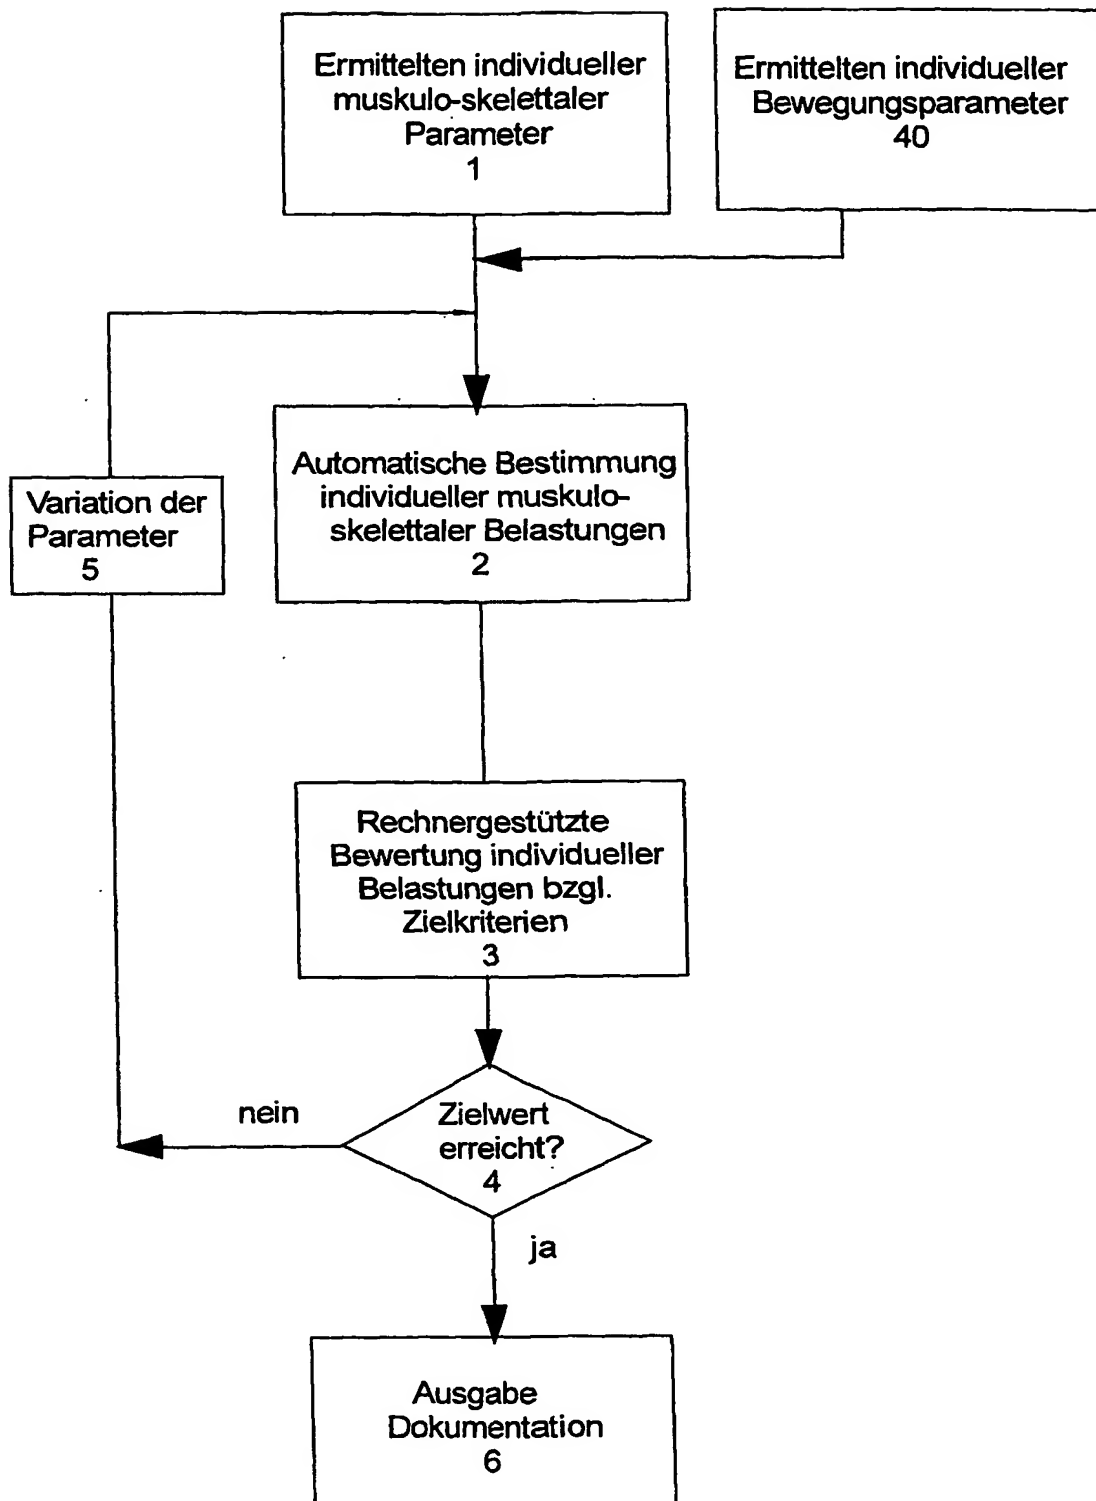 Ermittelten individueller
muskulo-skelettaler
Parameter
1
Ermittelten individueller
Bewegungsparameter
40
Automatische Bestimmung
individueller muskulo-
skelettaler Belastungen
2
Variation der
Parameter
5
Rechnergestützte
Bewertung individueller
Belastungen bzgl.
Zielkriterien
3
nein
Zielwert
erreicht?
4
ja
Ausgabe
Dokumentation
6